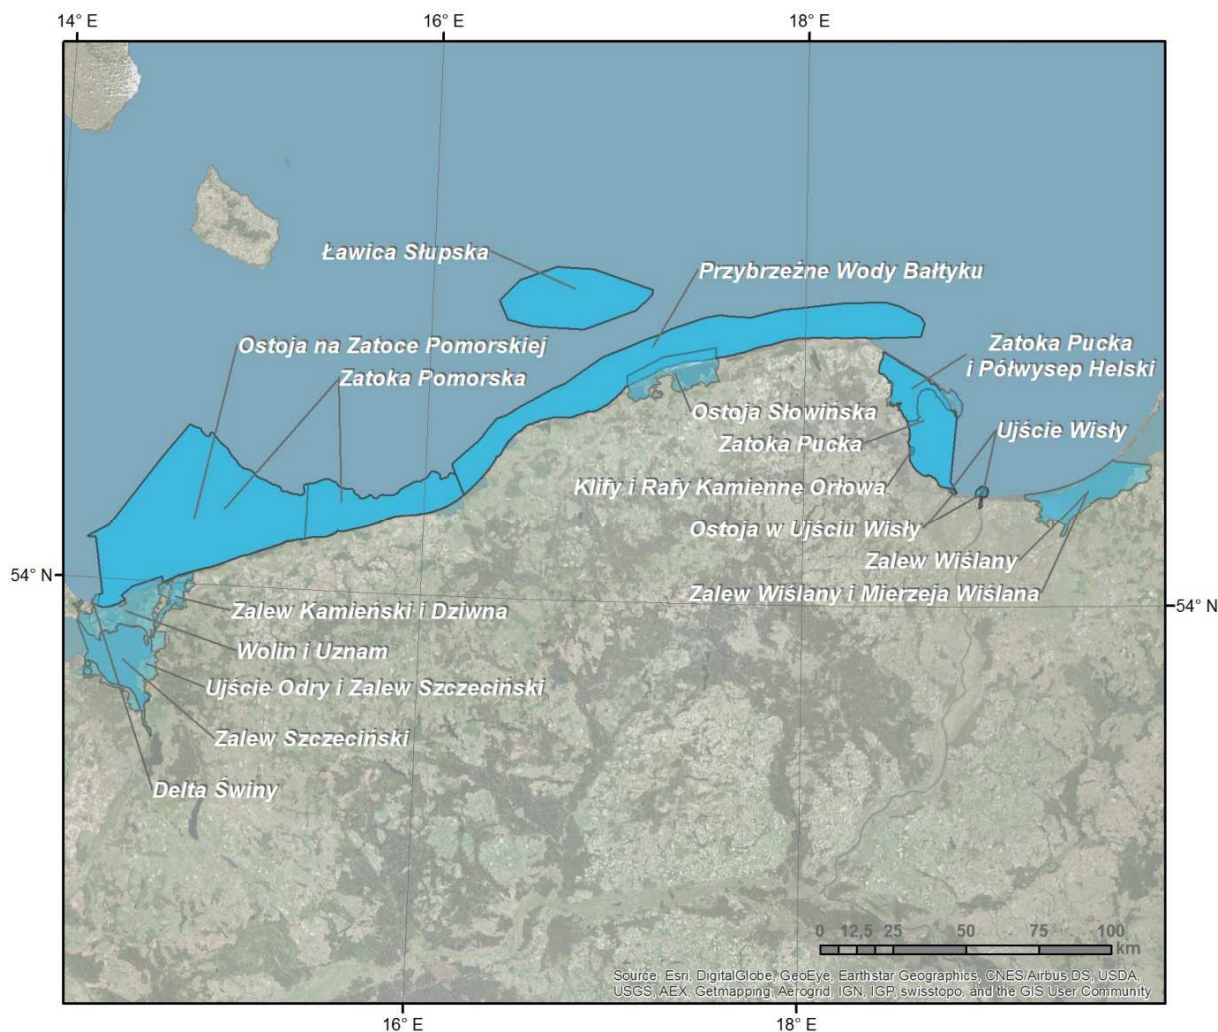 14° E
16° E
18° E
Ławica Słupska
Przybrzeżne Wody Bałtyku
Ostoja na Zatoce Pomorskiej
Zatoka Pomorska
Zatoka Pucka
i Półwysep Helski
Ostoja Słowińska
Zatoka Pucka
Ujście Wisły
Klify i Rafy Kamienne Orłowa
Ostoja w Ujściu Wisły
Zalew Wiślany
54° N
Zalew Wiślany i Mierzeja Wiślana
54° N
Zalew Kamieński i Dziwna
Wolin i Uznam
Ujście Odry i Zalew Szczeciński
Zalew Szczeciński
Delta Świny
0 12,5 25 50 75 100
km
Source: Esri, DigitalGlobe, GeoEye, Earthstar Geographics, CNES/Airbus DS, USDA,
USGS, AEX, Getmapping, Aerogrid, IGN, IGP, swisstopo, and the GIS User Community
16° E
18° E